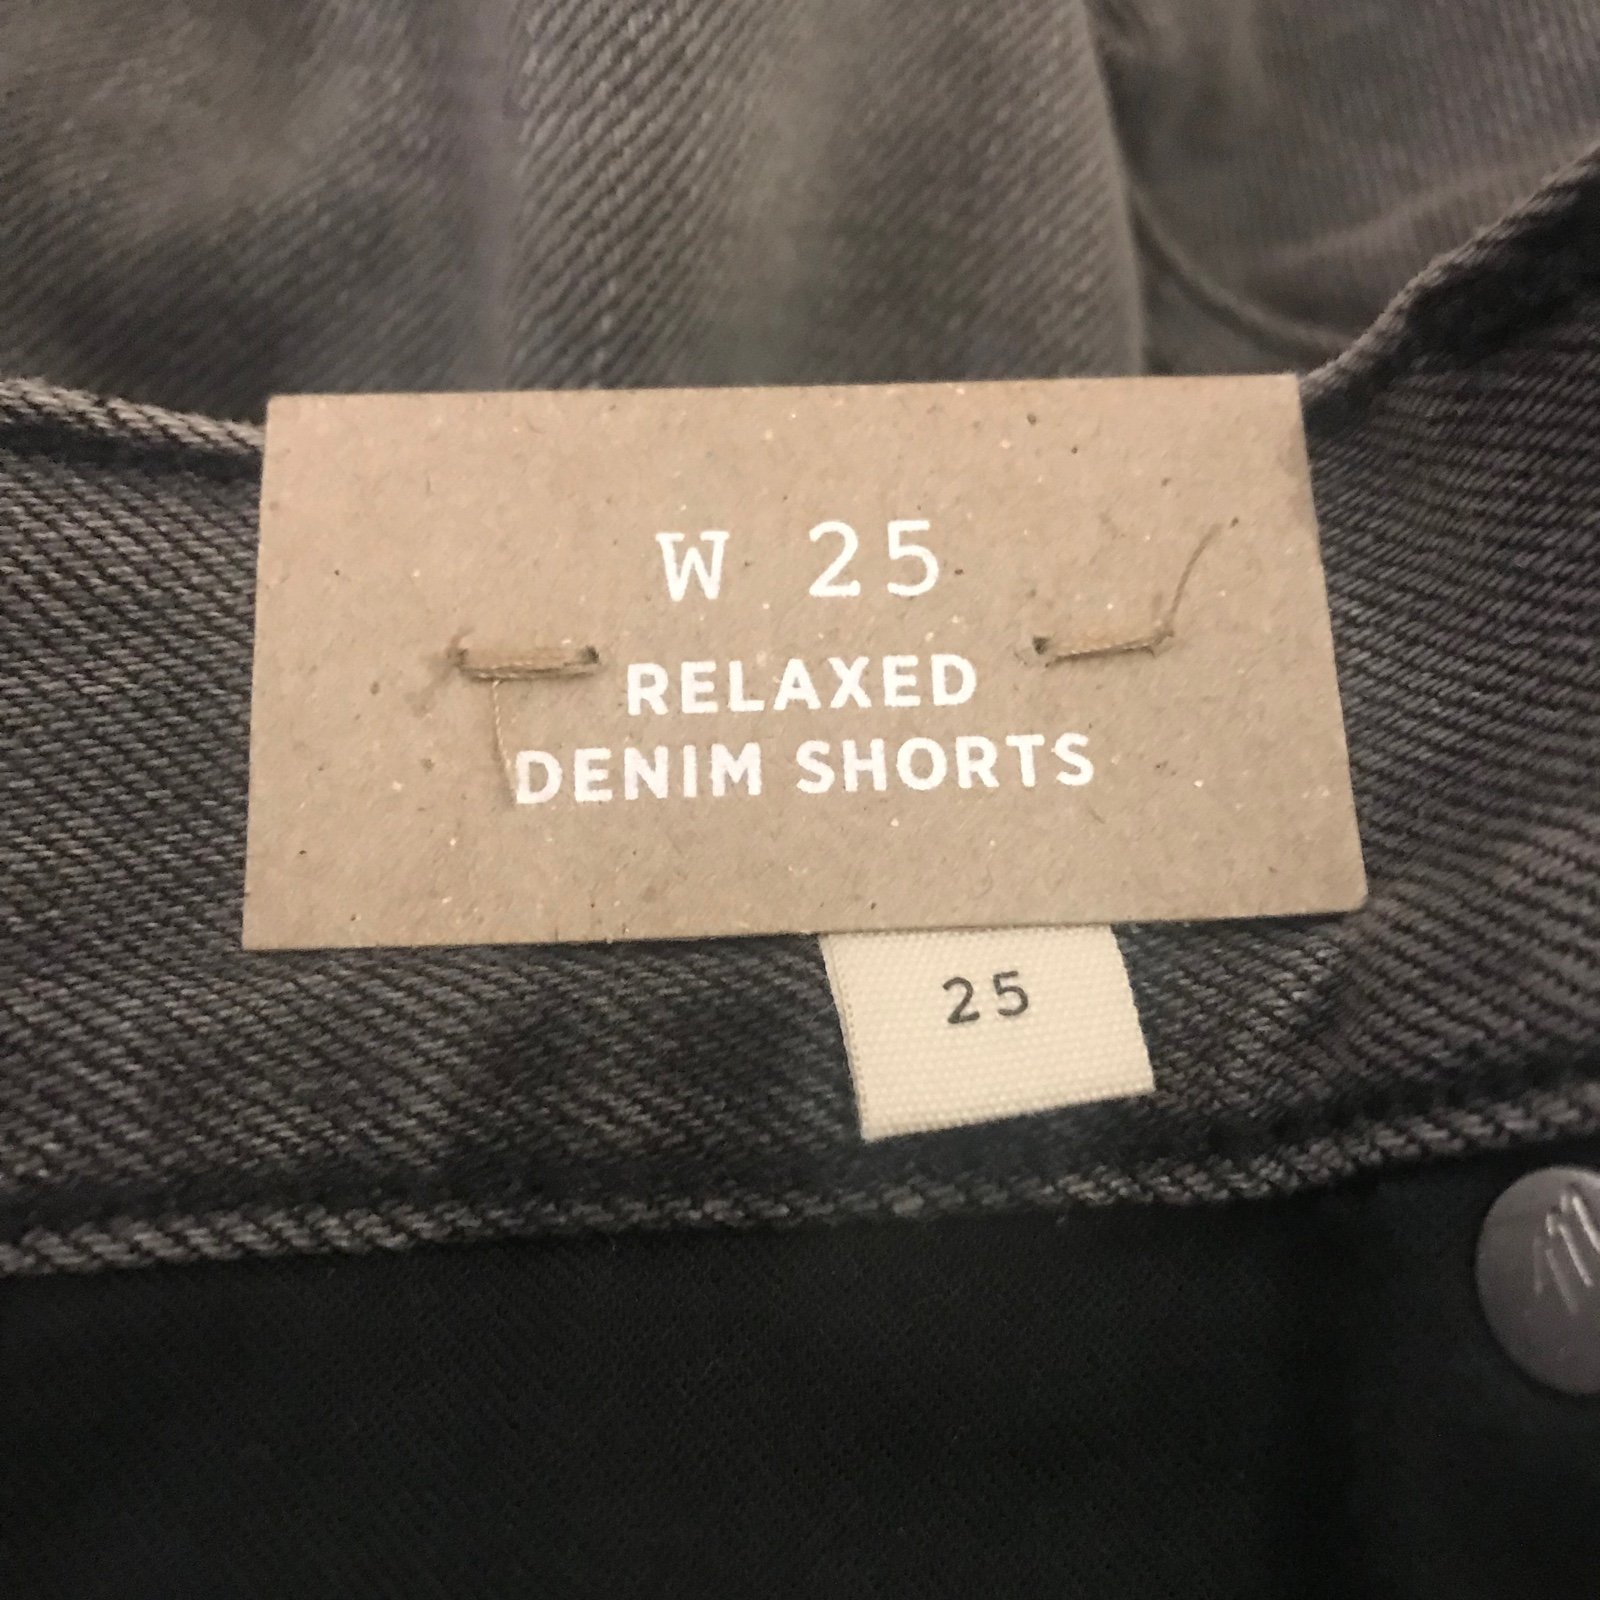 W 25
RELAXED
DENIM SHORTS
25